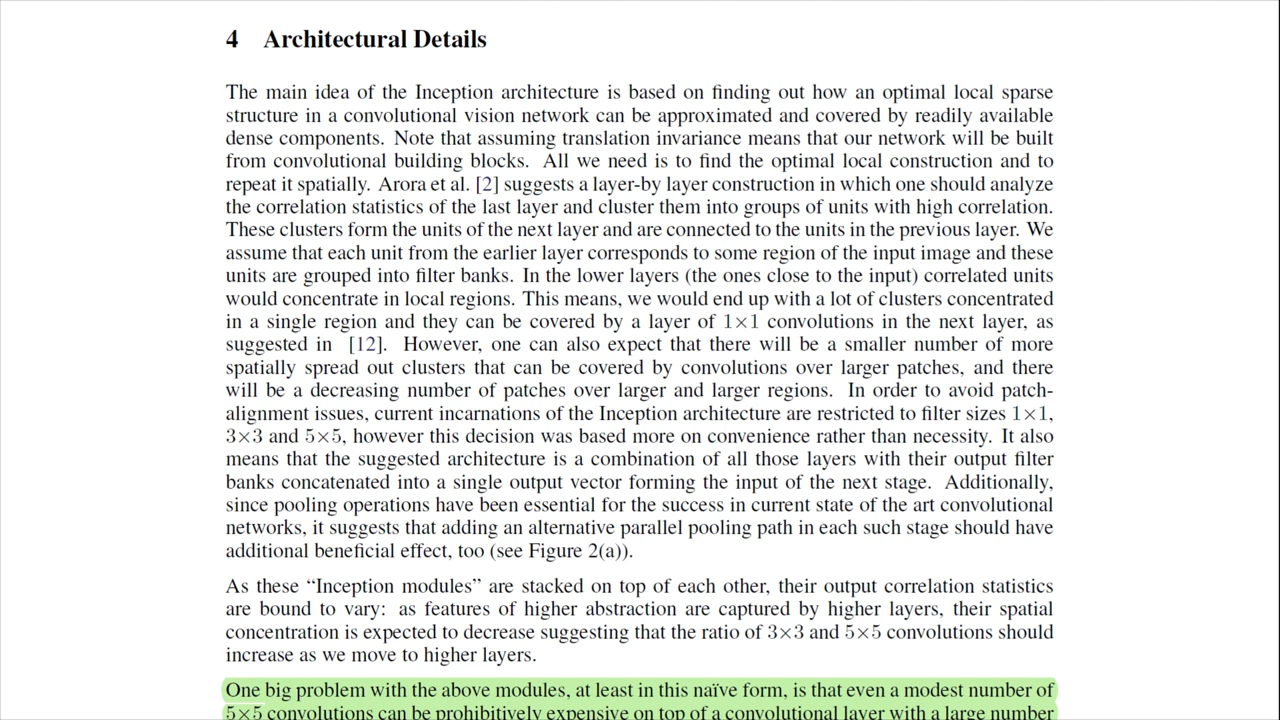 4 Architectural Details
The main idea of the Inception architecture is based on finding out how an optimal local sparse
structure in a convolutional vision network can be approximated and covered by readily available
dense components. Note that assuming translation invariance means that our network will be built
from convolutional building blocks. All we need is to find the optimal local construction and to
repeat it spatially. Arora et al. [2] suggests a layer-by layer construction in which one should analyze
the correlation statistics of the last layer and cluster them into groups of units with high correlation.
These clusters form the units of the next layer and are connected to the units in the previous layer. We
assume that each unit from the earlier layer corresponds to some region of the input image and these
units are grouped into filter banks. In the lower layers (the ones close to the input) correlated units
would concentrate in local regions. This means, we would end up with a lot of clusters concentrated
in a single region and they can be covered by a layer of 1×1 convolutions in the next layer, as
suggested in [12]. However, one can also expect that there will be a smaller number of more
spatially spread out clusters that can be covered by convolutions over larger patches, and there
will be a decreasing number of patches over larger and larger regions. In order to avoid patch-
alignment issues, current incarnations of the Inception architecture are restricted to filter sizes 1×1,
3×3 and 5×5, however this decision was based more on convenience rather than necessity. It also
means that the suggested architecture is a combination of all those layers with their output filter
banks concatenated into a single output vector forming the input of the next stage. Additionally,
since pooling operations have been essential for the success in current state of the art convolutional
networks, it suggests that adding an alternative parallel pooling path in each such stage should have
additional beneficial effect, too (see Figure 2(a)).
As these “Inception modules” are stacked on top of each other, their output correlation statistics
are bound to vary: as features of higher abstraction are captured by higher layers, their spatial
concentration is expected to decrease suggesting that the ratio of 3×3 and 5×5 convolutions should
increase as we move to higher layers.
One big problem with the above modules, at least in this naïve form, is that even a modest number of
5×5 convolutions can be prohibitively expensive on top of a convolutional layer with a large number